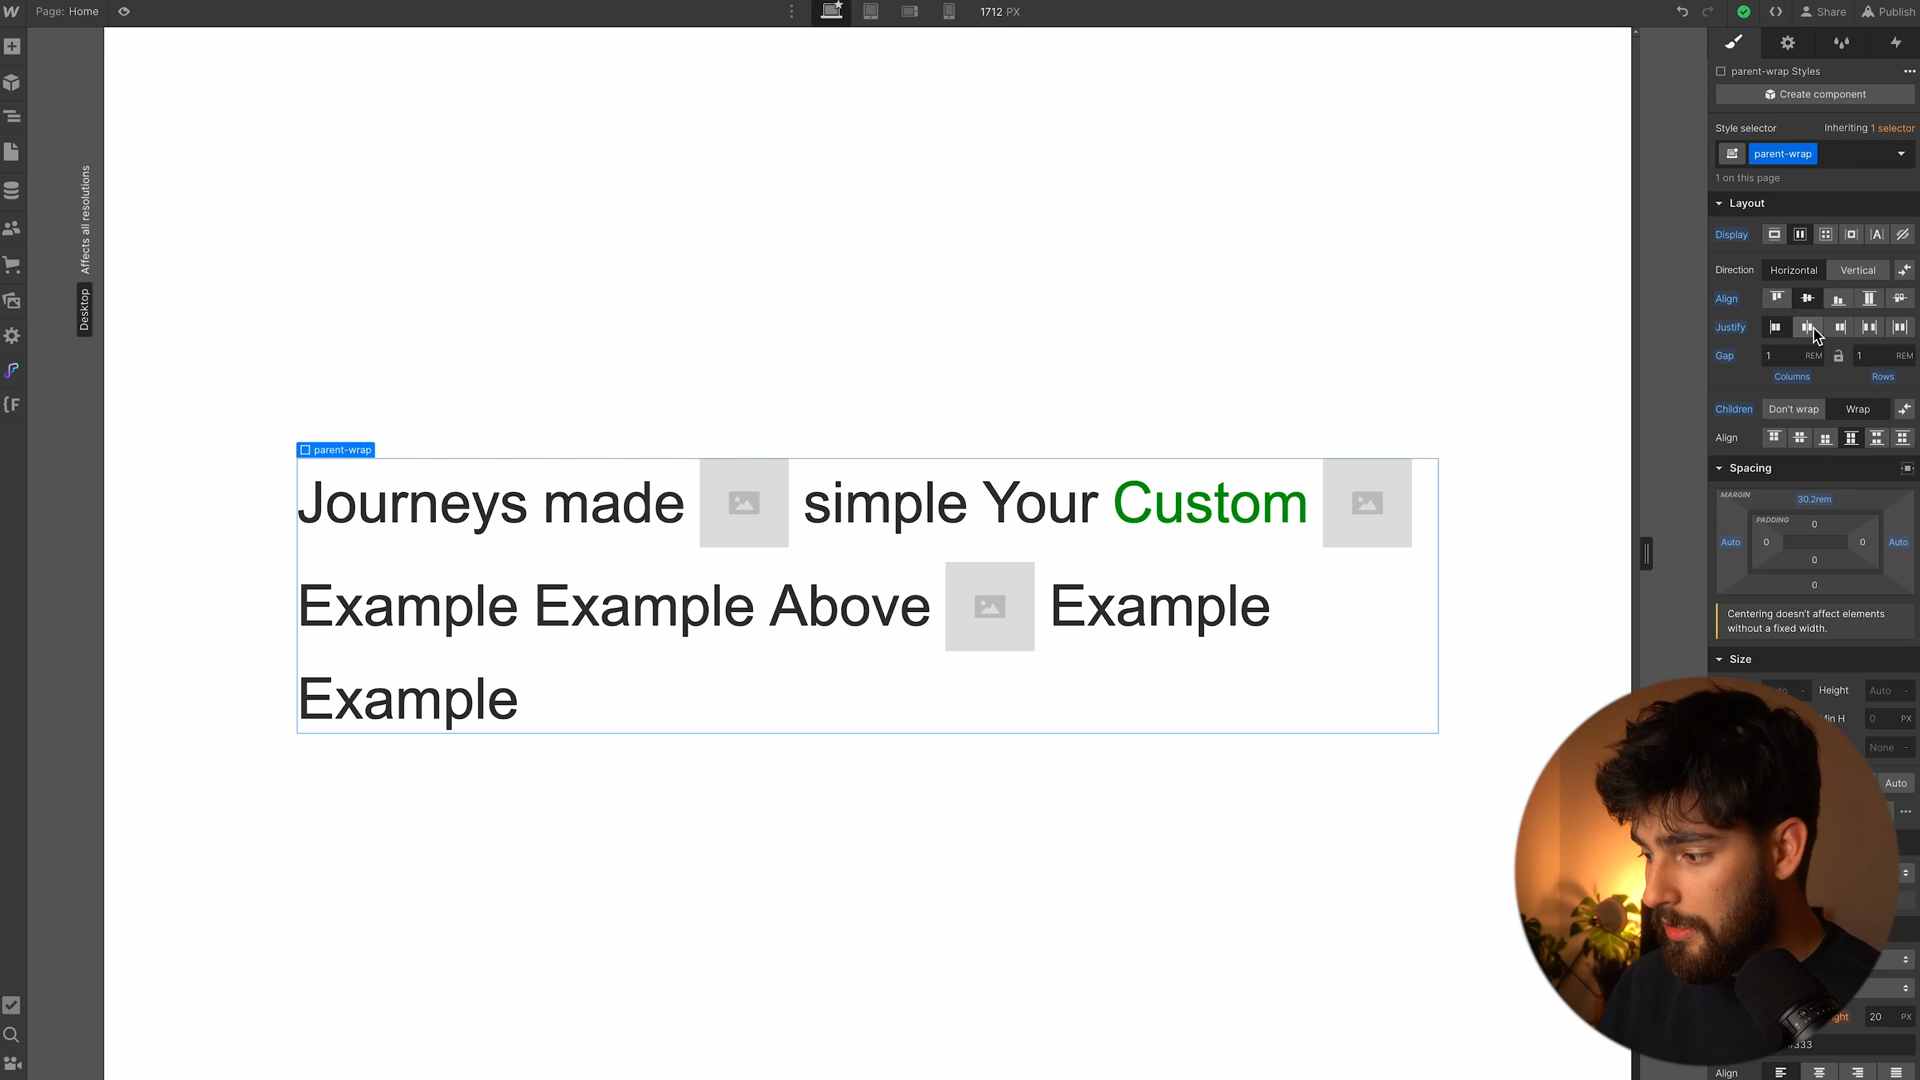 Page: Home
1712 PX
Share
Publish
Affects all resolutions
Desktop
parent-wrap
Journeys made simple Your Custom
Example Example Above Example
Example
parent-wrap Styles
Create component
Style selector
Inheriting 1 selector
parent-wrap
1 on this page
Layout
Display
Direction Horizontal Vertical
Align
Justify
Gap 1 REM 1 REM
Columns Rows
Children Don't wrap Wrap
Align
Spacing
MARGIN 30.2rem
PADDING 0
Auto 0 0 Auto
0
0
Centering doesn't affect elements
without a fixed width.
Size
Height Auto -
Min H 0 PX
None -
Auto
20 PX
Align